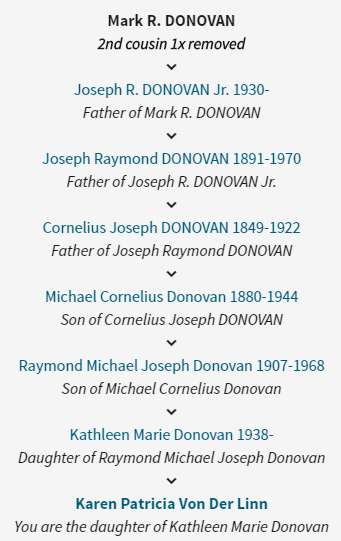 Mark R. DONOVAN
2nd cousin 1x removed
Joseph R. DONOVAN Jr. 1930-
Father of Mark R. DONOVAN
Joseph Raymond DONOVAN 1891-1970
Father of Joseph R. DONOVAN Jr.
Cornelius Joseph DONOVAN 1849-1922
Father of Joseph Raymond DONOVAN
Michael Cornelius Donovan 1880-1944
Son of Cornelius Joseph DONOVAN
Raymond Michael Joseph Donovan 1907-1968
Son of Michael Cornelius Donovan
Kathleen Marie Donovan 1938-
Daughter of Raymond Michael Joseph Donovan
Karen Patricia Von Der Linn
You are the daughter of Kathleen Marie Donovan